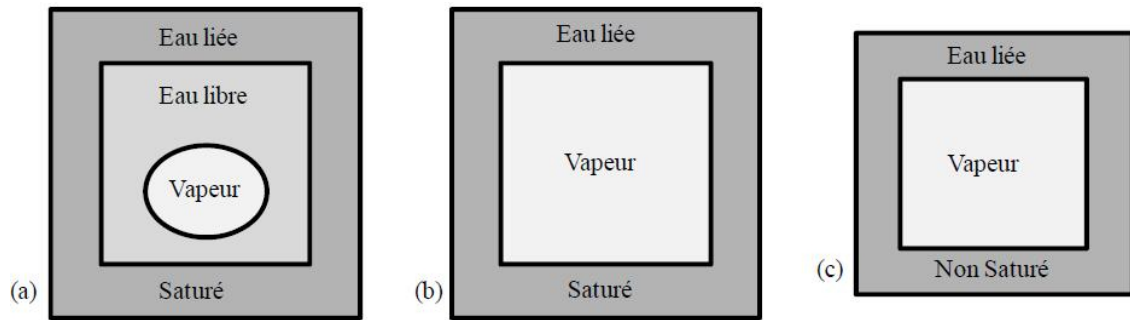 Eau liée
Eau libre
Vapeur
(a)
Saturé
Eau liée
Vapeur
(b)
Saturé
Eau liée
Vapeur
(c)
Non Saturé